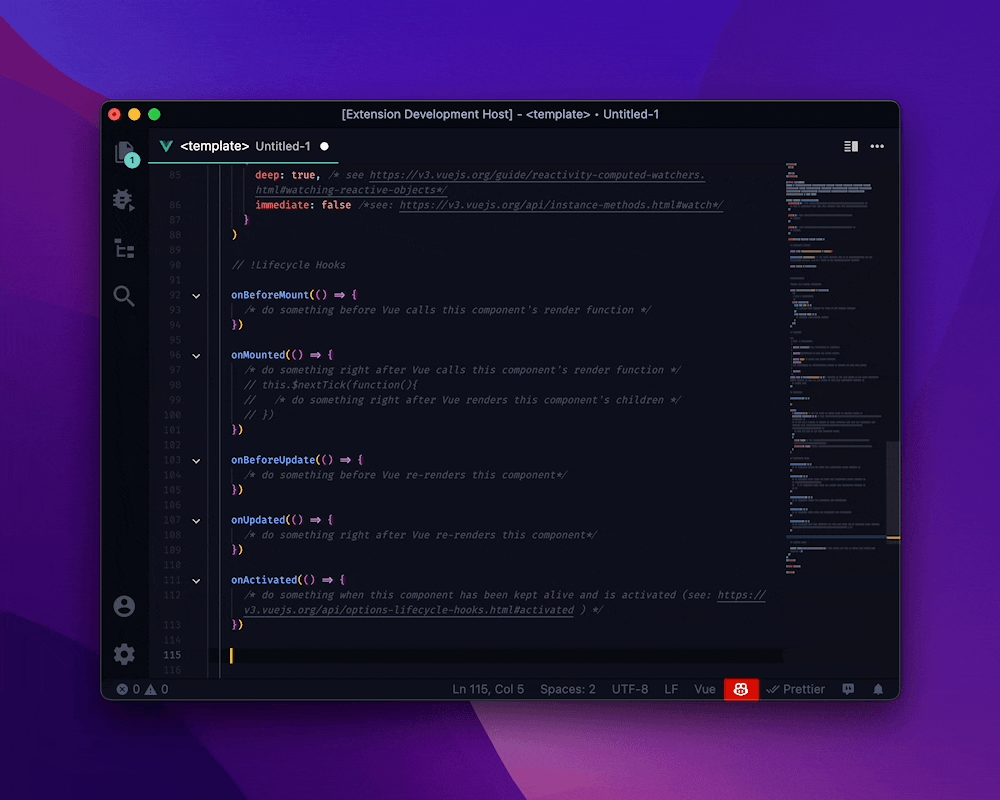 [Extension Development Host] - <template> • Untitled-1
1
<template> Untitled-1
85 deep: true, /* see https://v3.vuejs.org/guide/reactivity-computed-watchers.
html#watching-reactive-objects*/
86 immediate: false /*see: https://v3.vuejs.org/api/instance-methods.html#watch*/
87 }
88 )
89
90 // !Lifecycle Hooks
91
92 onBeforeMount(() ⇒ {
93 /* do something before Vue calls this component's render function */
94 })
95
96 onMounted(() ⇒ {
97 /* do something right after Vue calls this component's render function */
98 // this.$nextTick(function(){
99 // /* do something right after Vue renders this component's children */
100 // })
101 })
102
103 onBeforeUpdate(() ⇒ {
104 /* do something before Vue re-renders this component*/
105 })
106
107 onUpdated(() ⇒ {
108 /* do something right after Vue re-renders this component*/
109 })
110
111 onActivated(() ⇒ {
112 /* do something when this component has been kept alive and is activated (see: https://
v3.vuejs.org/api/options-lifecycle-hooks.html#activated ) */
113 })
114
115
116
0 0 Ln 115, Col 5 Spaces: 2 UTF-8 LF Vue Prettier